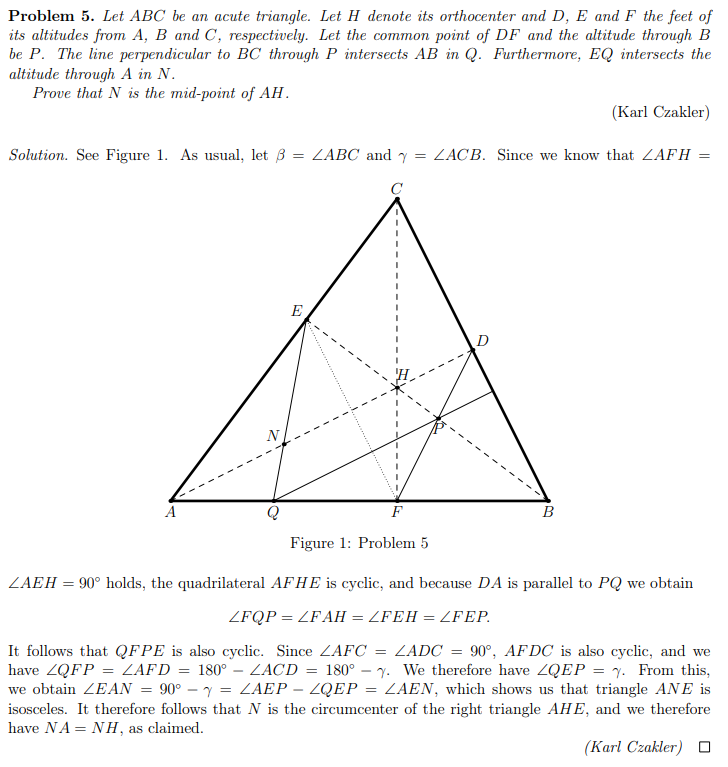 Problem 5. Let ABC be an acute triangle. Let H denote its orthocenter and D, E and F the feet of
its altitudes from A, B and C, respectively. Let the common point of DF and the altitude through B
be P. The line perpendicular to BC through P intersects AB in Q. Furthermore, EQ intersects the
altitude through A in N.
Prove that N is the mid-point of AH.
(Karl Czakler)
Solution. See Figure 1. As usual, let β = ∠ABC and γ = ∠ACB. Since we know that ∠AFH =
C
E
D
H
P
N
A
Q
F
B
Figure 1: Problem 5
∠AEH = 90° holds, the quadrilateral AFHE is cyclic, and because DA is parallel to PQ we obtain
∠FQP = ∠FAH = ∠FEH = ∠FEP.
It follows that QFPE is also cyclic. Since ∠AFC = ∠ADC = 90°, AFDC is also cyclic, and we
have ∠QFP = ∠AFD = 180° − ∠ACD = 180° − γ. We therefore have ∠QEP = γ. From this,
we obtain ∠EAN = 90° − γ = ∠AEP − ∠QEP = ∠AEN, which shows us that triangle ANE is
isosceles. It therefore follows that N is the circumcenter of the right triangle AHE, and we therefore
have NA = NH, as claimed.
(Karl Czakler) □